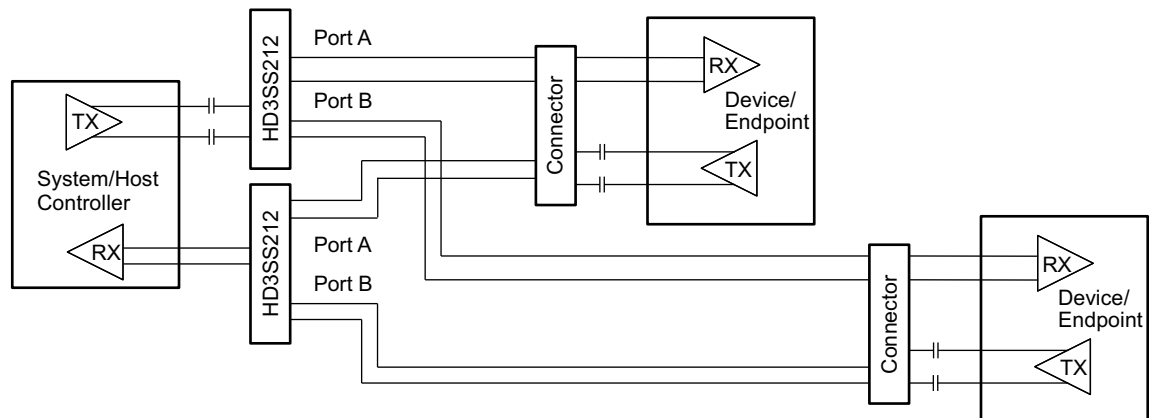 HD3SS212
Port A
Port B
TX
System/Host
Controller
RX
HD3SS212
Port A
Port B
Connector
RX
Device/
Endpoint
TX
Connector
RX
Device/
Endpoint
TX